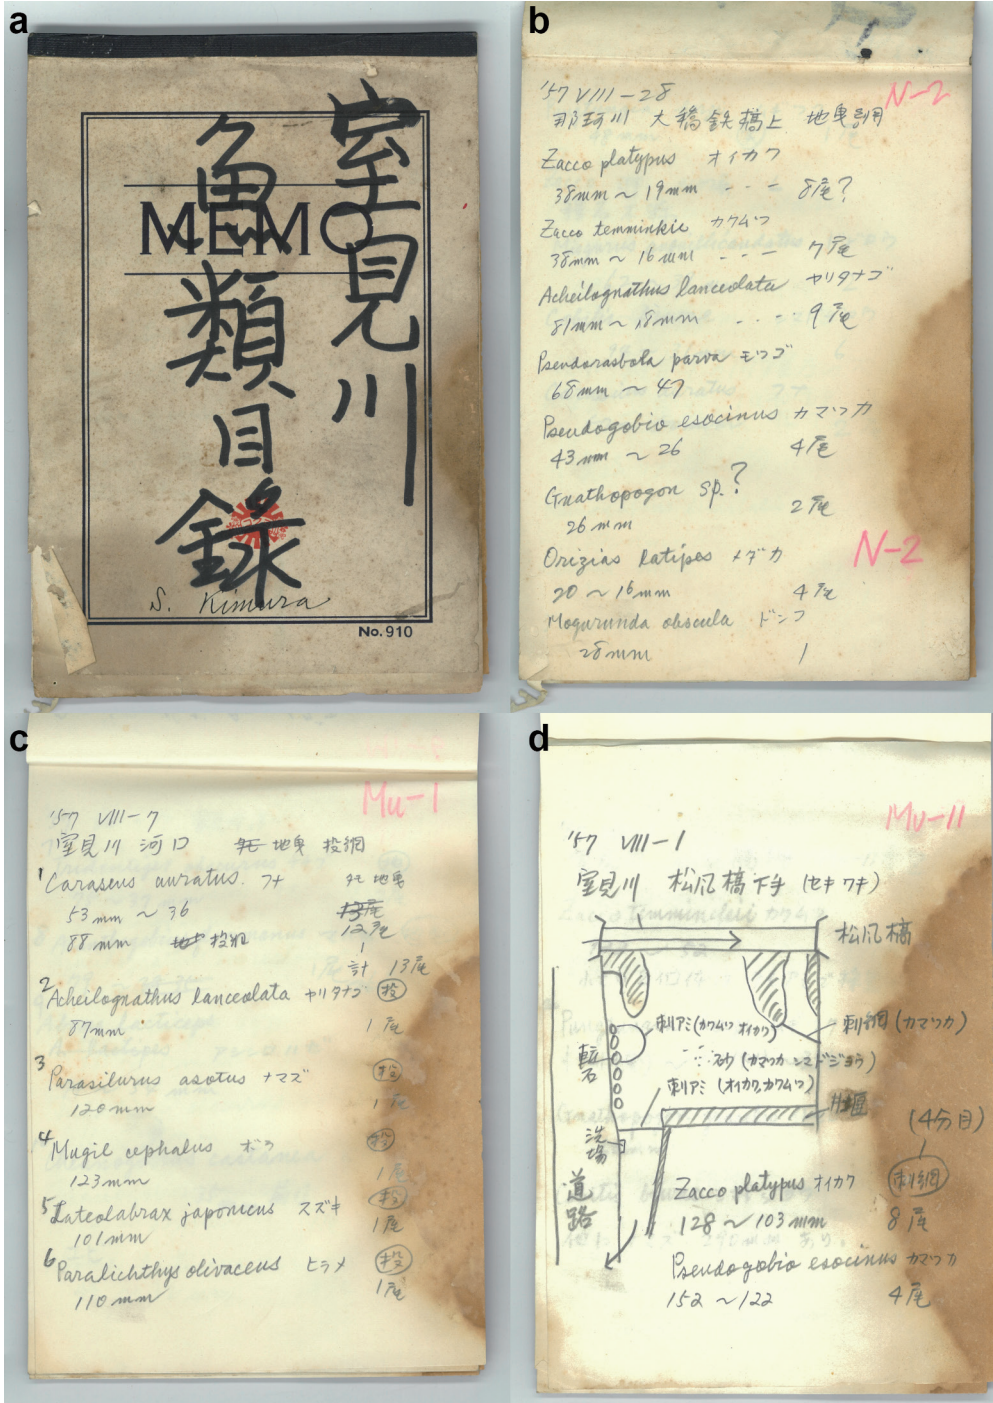 a
室見川
魚類目録
MEMO
S. Kimura
No.910
b
N-2
'57 VIII-28
那珂川 大橋鉄橋上 地曳網
Zacco platypus オイカワ
38mm ~ 19mm - - - 8尾?
Zacco temminkii カワムツ
38mm ~ 16mm - - - 7尾
Acheilognathus lanceolata ヤリタナゴ
81mm ~ 18mm - - - - 9尾
Pseudorasbola parva モツゴ
68mm ~ 47
Pseudogobio esocinus カマツカ
43mm ~ 26 4尾
Gnathopogon sp.?
26mm 2尾
N-2
Orizias latipes メダカ
20 ~ 16mm 4尾
Mogurunda obscula ドンコ
28mm 1
c
Mu-1
'57 VIII-7
室見川 河口 地曳 投網
1 Caraseus auratus. フナ 地曳
53mm ~ 36 12尾
88mm 投網 1
計 13尾
2 Acheilognathus lanceolata ヤリタナゴ 投
87mm 1尾
3 Parasilurus asotus ナマズ 投
120mm 1尾
4 Mugil cephalus ボラ 投
123mm 1尾
5 Lateolabrax japonicus スズキ 投
101mm 1尾
6 Paralichthys olivaceus ヒラメ 投
110mm 1尾
d
Mu-11
'57 VIII-1
室見川 松風橋下手 (セキワキ)
松風橋
刺アミ(カワムツ オイカワ)
刺網(カマツカ)
転石
砂(カマツカ シマドジョウ)
刺アミ(オイカワ,カワムツ)
洗場
道路
(4分目)
Zacco platypus オイカワ 刺網
128 ~ 103mm 8尾
Pseudogobio esocinus カマツカ
152 ~ 122 4尾